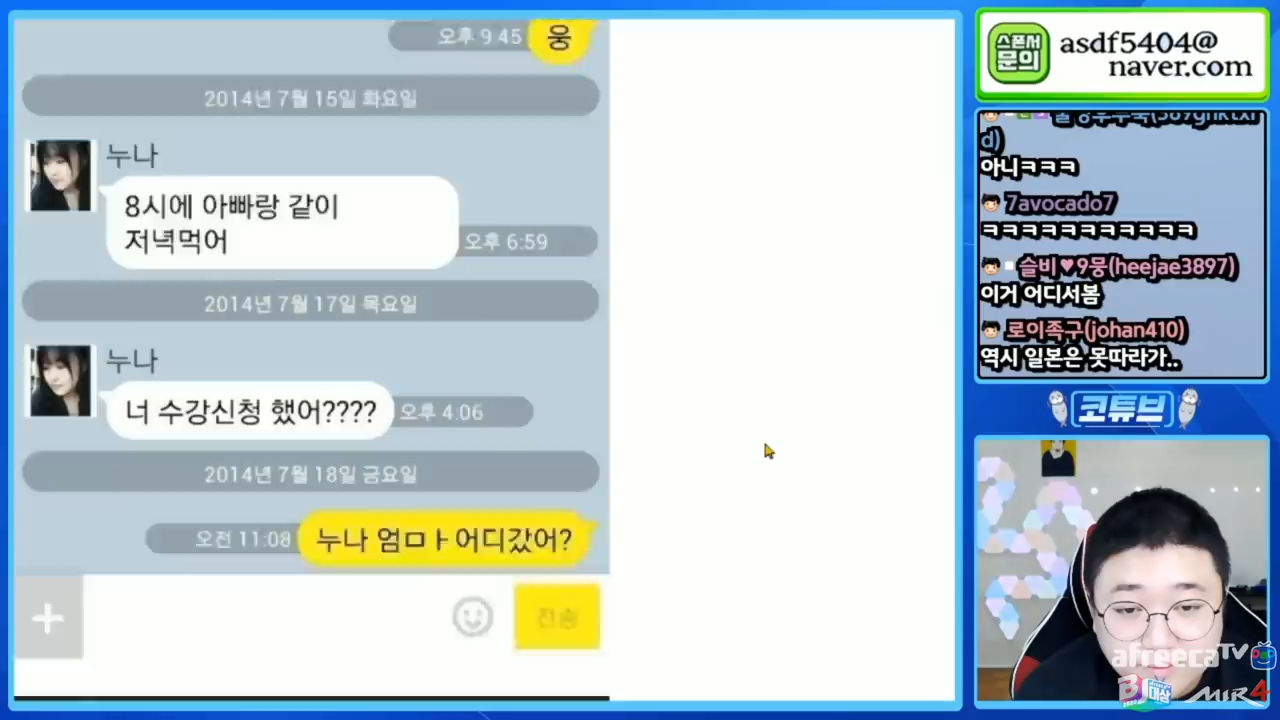 오후 9:45
웅
2014년 7월 15일 화요일
누나
8시에 아빠랑 같이
저녁먹어
오후 6:59
2014년 7월 17일 목요일
누나
너 수강신청 했어????
오후 4:06
2014년 7월 18일 금요일
오전 11:08
누나 엄ㅁㅏ어디갔어?
전송
스폰서
문의
asdf5404@
naver.com
d)
아니ㅋㅋㅋ
7avocado7
ㅋㅋㅋㅋㅋㅋㅋㅋㅋㅋㅋ
슬비♥9뭉(heejae3897)
이거 어디서봄
로이족구(johan410)
역시 일본은 못따라가..
코튜브
afreecaTV
BJ대상
MIR4